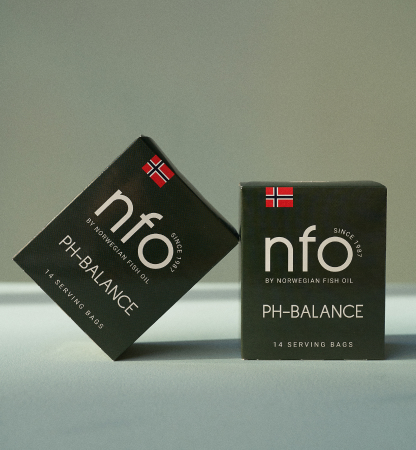 nfo
SINCE 1987
BY NORWEGIAN FISH OIL
PH-BALANCE
14 SERVING BAGS
nfo
SINCE 1987
BY NORWEGIAN FISH OIL
PH-BALANCE
14 SERVING BAGS